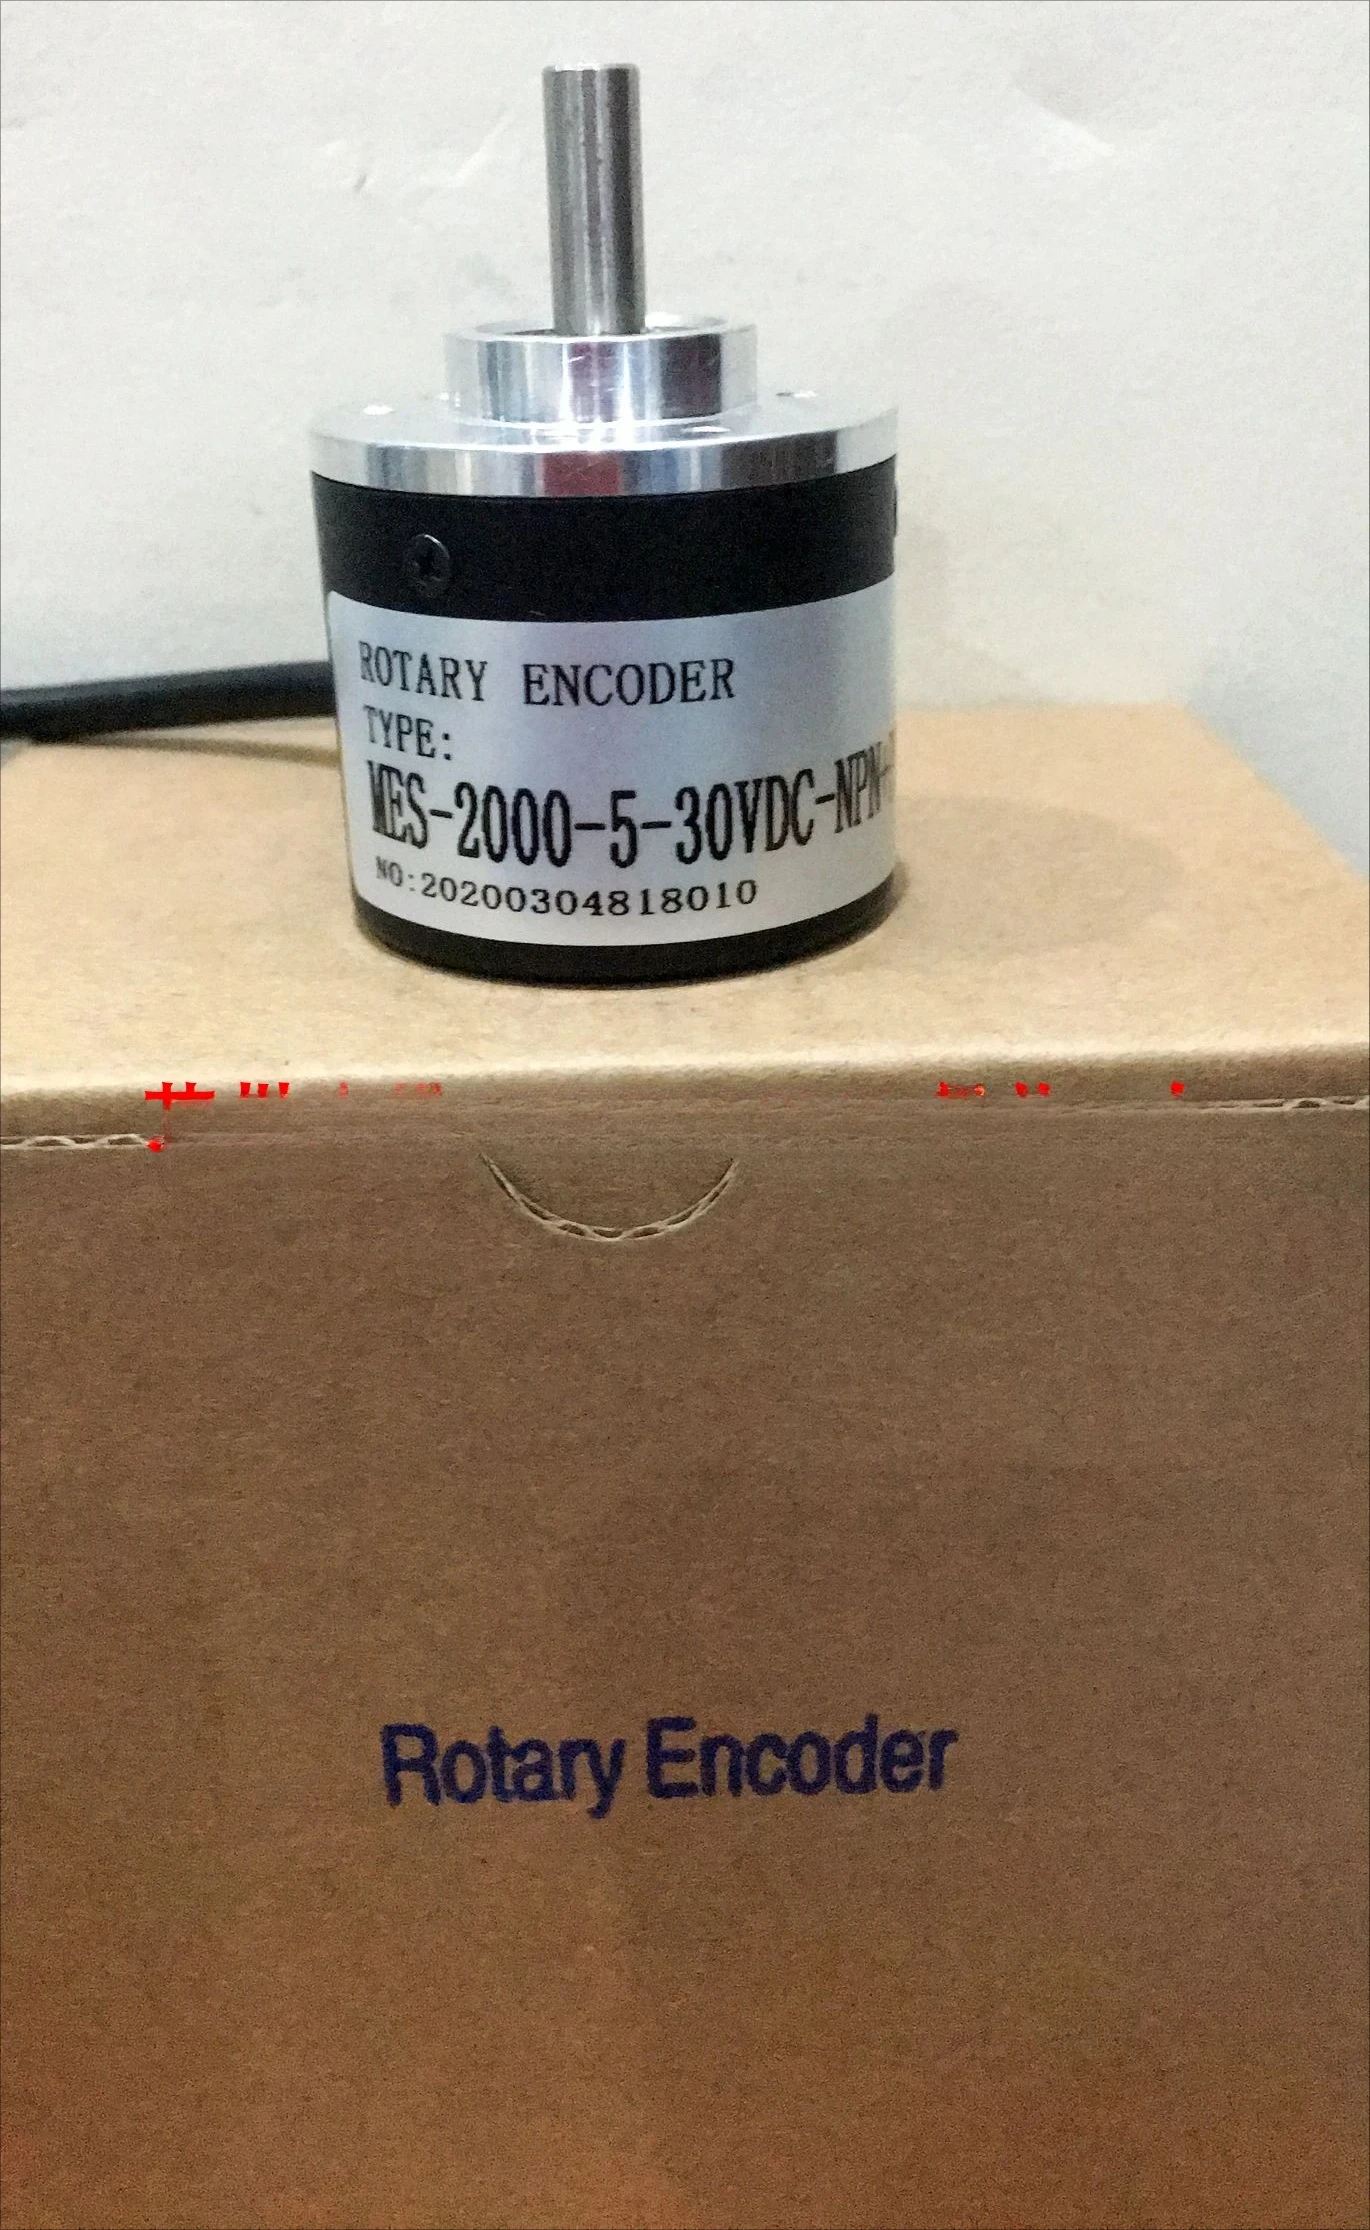 ROTARY ENCODER
TYPE:
MES-2000-5-30VDC-NPN-
NO:20200304818010
Rotary Encoder